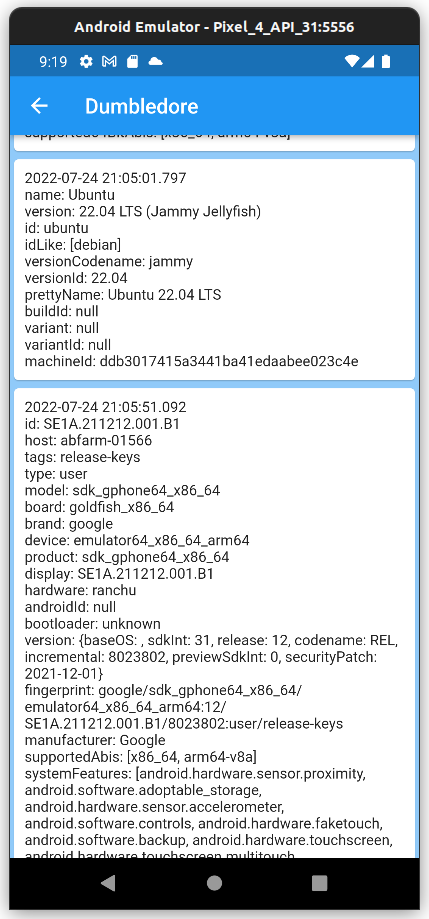 Android Emulator - Pixel_4_API_31:5556
9:19
Dumbledore
supported64BitAbis: [x86_64, arm64-v8a]
2022-07-24 21:05:01.797
name: Ubuntu
version: 22.04 LTS (Jammy Jellyfish)
id: ubuntu
idLike: [debian]
versionCodename: jammy
versionId: 22.04
prettyName: Ubuntu 22.04 LTS
buildId: null
variant: null
variantId: null
machineId: ddb3017415a3441ba41edaabee023c4e
2022-07-24 21:05:51.092
id: SE1A.211212.001.B1
host: abfarm-01566
tags: release-keys
type: user
model: sdk_gphone64_x86_64
board: goldfish_x86_64
brand: google
device: emulator64_x86_64_arm64
product: sdk_gphone64_x86_64
display: SE1A.211212.001.B1
hardware: ranchu
androidId: null
bootloader: unknown
version: {baseOS: , sdkInt: 31, release: 12, codename: REL,
incremental: 8023802, previewSdkInt: 0, securityPatch:
2021-12-01}
fingerprint: google/sdk_gphone64_x86_64/
emulator64_x86_64_arm64:12/
SE1A.211212.001.B1/8023802:user/release-keys
manufacturer: Google
supportedAbis: [x86_64, arm64-v8a]
systemFeatures: [android.hardware.sensor.proximity,
android.software.adoptable_storage,
android.hardware.sensor.accelerometer,
android.software.controls, android.hardware.faketouch,
android.software.backup, android.hardware.touchscreen,
android.hardware.touchscreen.multitouch